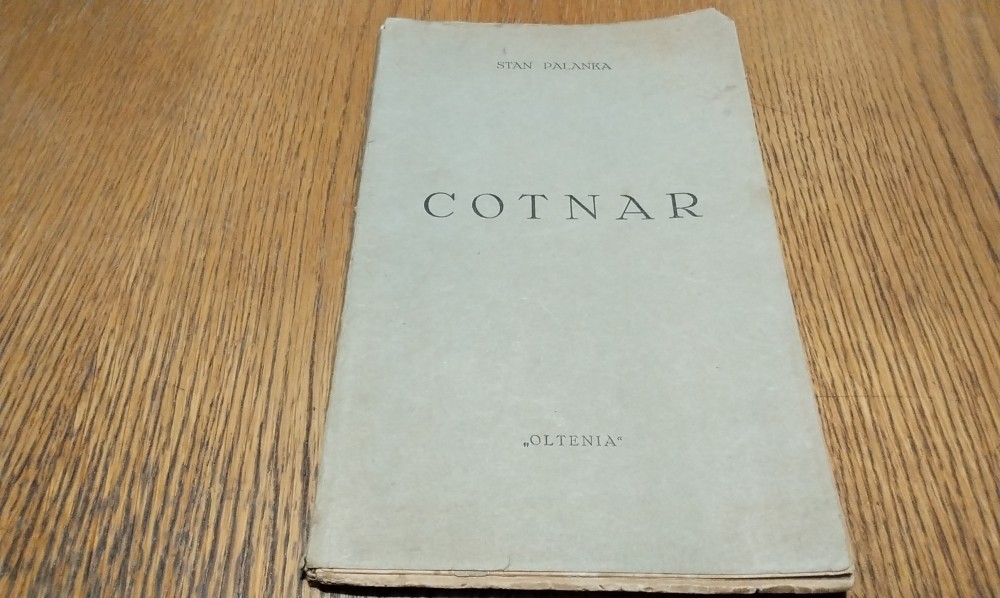 STAN PALANKA
COTNAR
„OLTENIA“